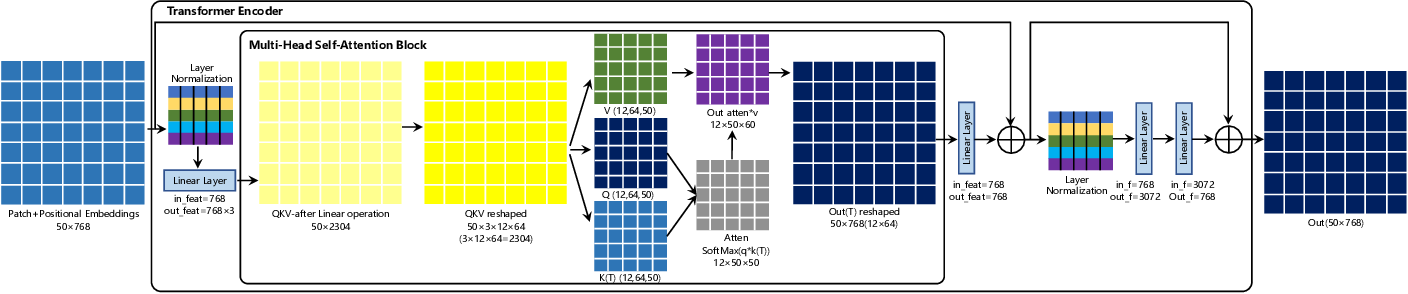 Transformer Encoder
Multi-Head Self-Attention Block
Patch+Positional Embeddings
50×768
Layer
Normalization
Linear Layer
in_feat=768
out_feat=768×3
QKV-after Linear operation
50×2304
QKV reshaped
50×3×12×64
(3×12×64=2304)
V (12,64,50)
Q (12,64,50)
K(T) (12,64,50)
Out atten*v
12×50×60
Atten
SoftMax(q*k(T))
12×50×50
Out(T) reshaped
50×768(12×64)
Linear Layer
in_feat=768
out_feat=768
Layer
Normalization
Linear Layer
in_f=768
out_f=3072
Linear Layer
in_f=3072
Out_f=768
Out(50×768)